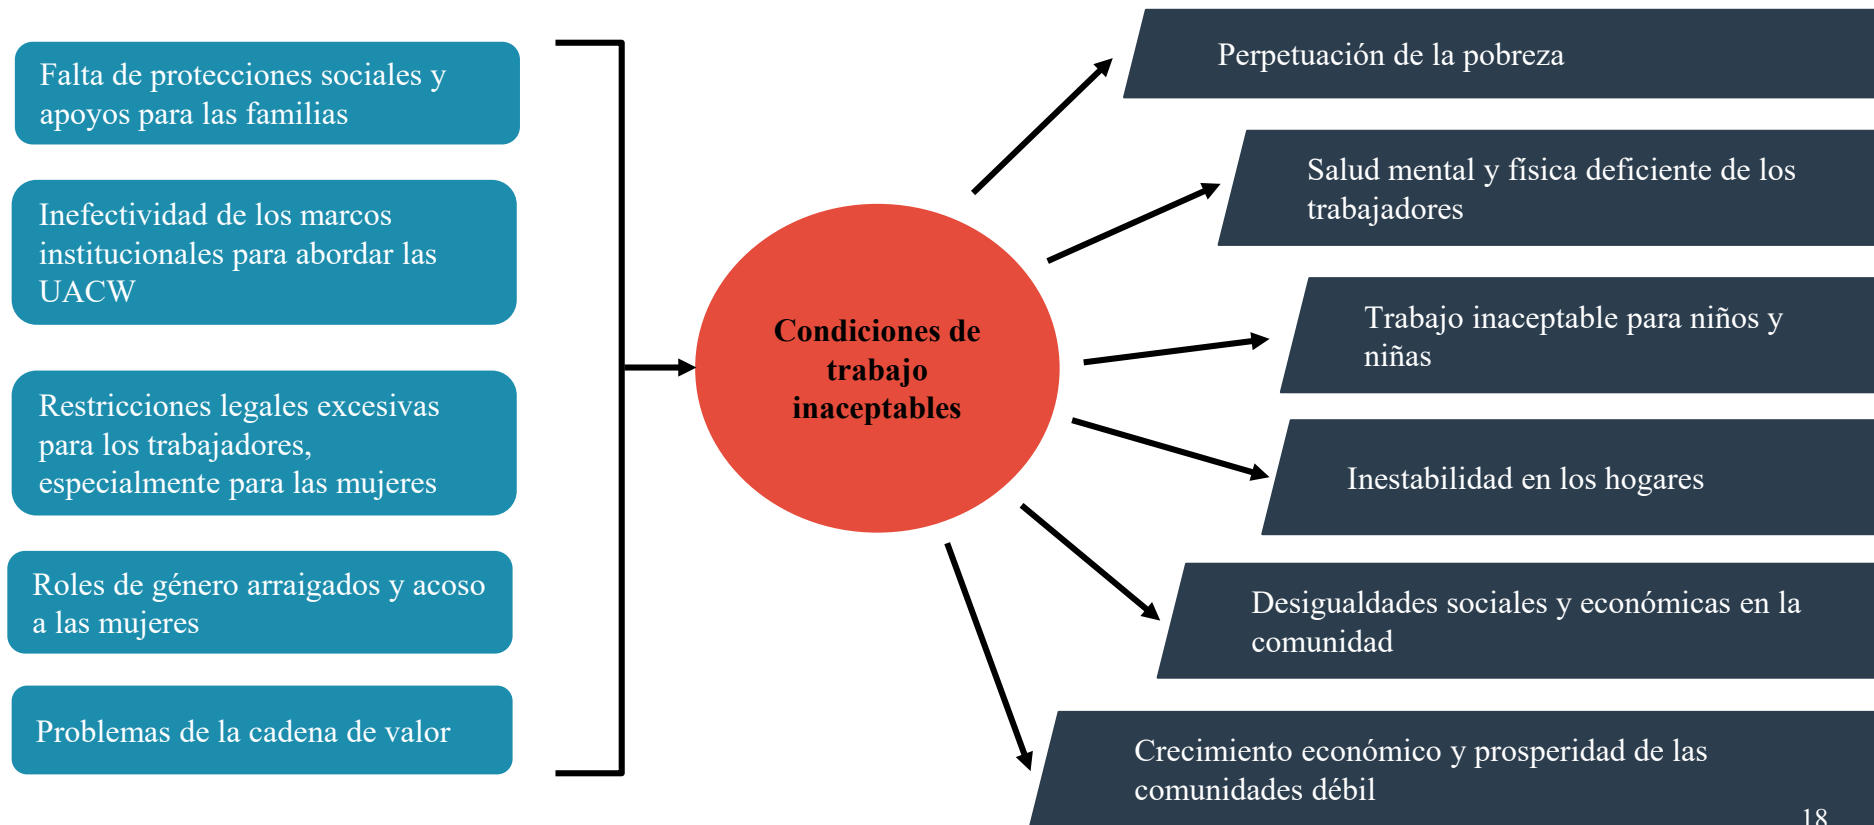 Falta de protecciones sociales y
apoyos para las familias
Inefectividad de los marcos
institucionales para abordar las
UACW
Restricciones legales excesivas
para los trabajadores,
especialmente para las mujeres
Roles de género arraigados y acoso
a las mujeres
Problemas de la cadena de valor
Condiciones de
trabajo
inaceptables
Perpetuación de la pobreza
Salud mental y física deficiente de los
trabajadores
Trabajo inaceptable para niños y
niñas
Inestabilidad en los hogares
Desigualdades sociales y económicas en la
comunidad
Crecimiento económico y prosperidad de las
comunidades débil
18